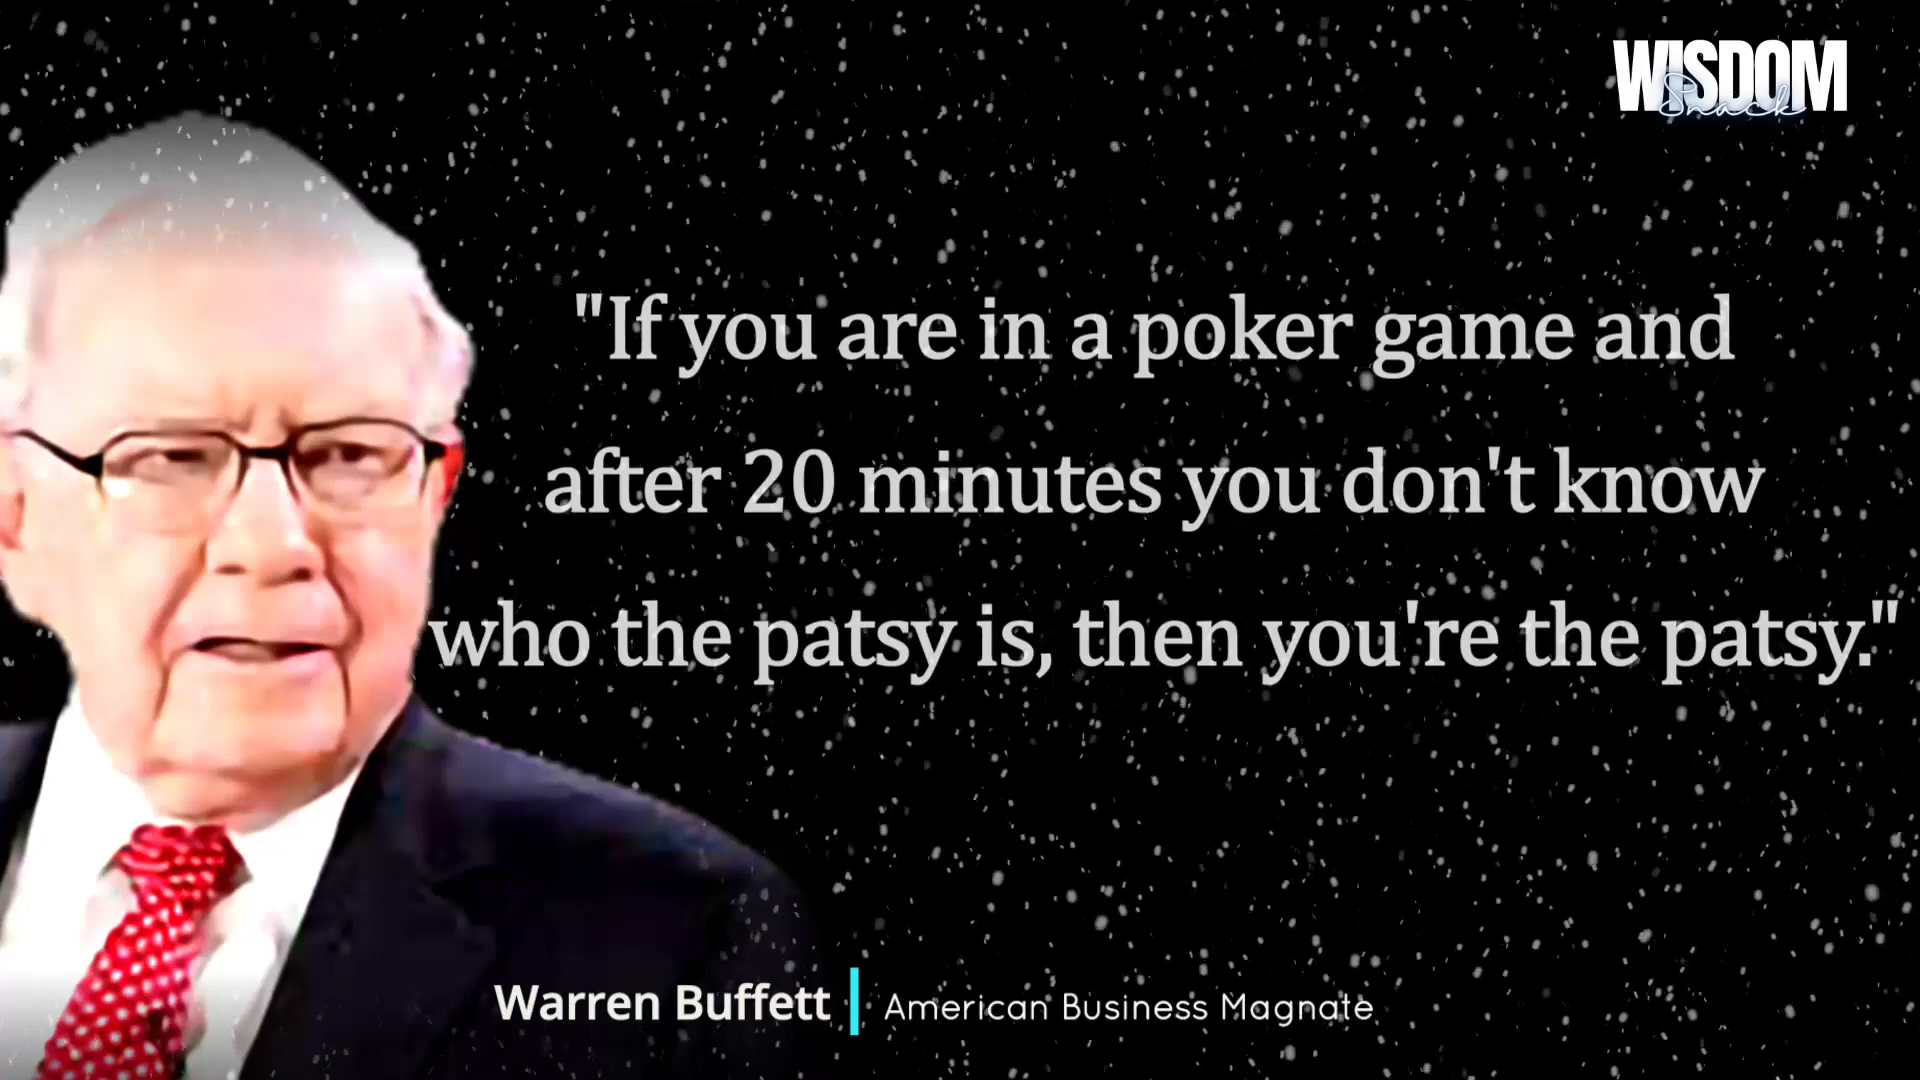 WISDOM
Snack
"If you are in a poker game and
after 20 minutes you don't know
who the patsy is, then you're the patsy."
Warren Buffett | American Business Magnate